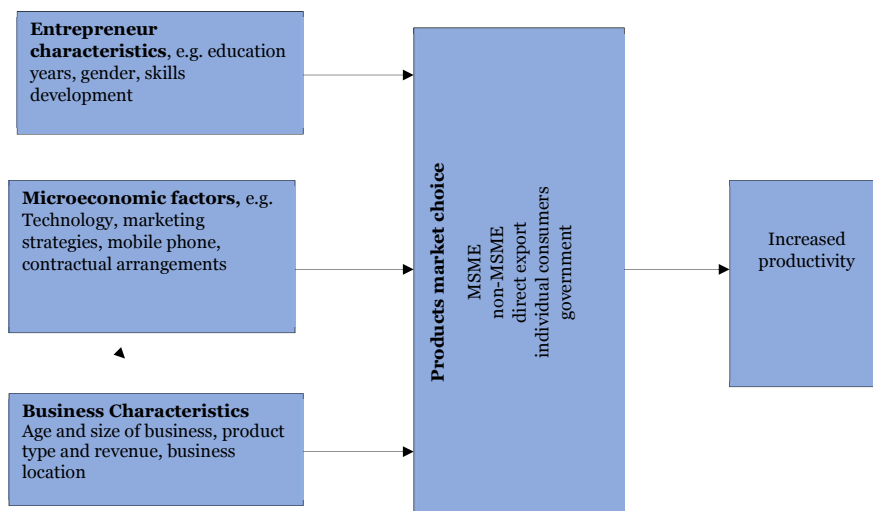 Entrepreneur
characteristics, e.g. education
years, gender, skills
development
Microeconomic factors, e.g.
Technology, marketing
strategies, mobile phone,
contractual arrangements
Business Characteristics
Age and size of business, product
type and revenue, business
location
Products market choice
MSME
non-MSME
direct export
individual consumers
government
Increased
productivity